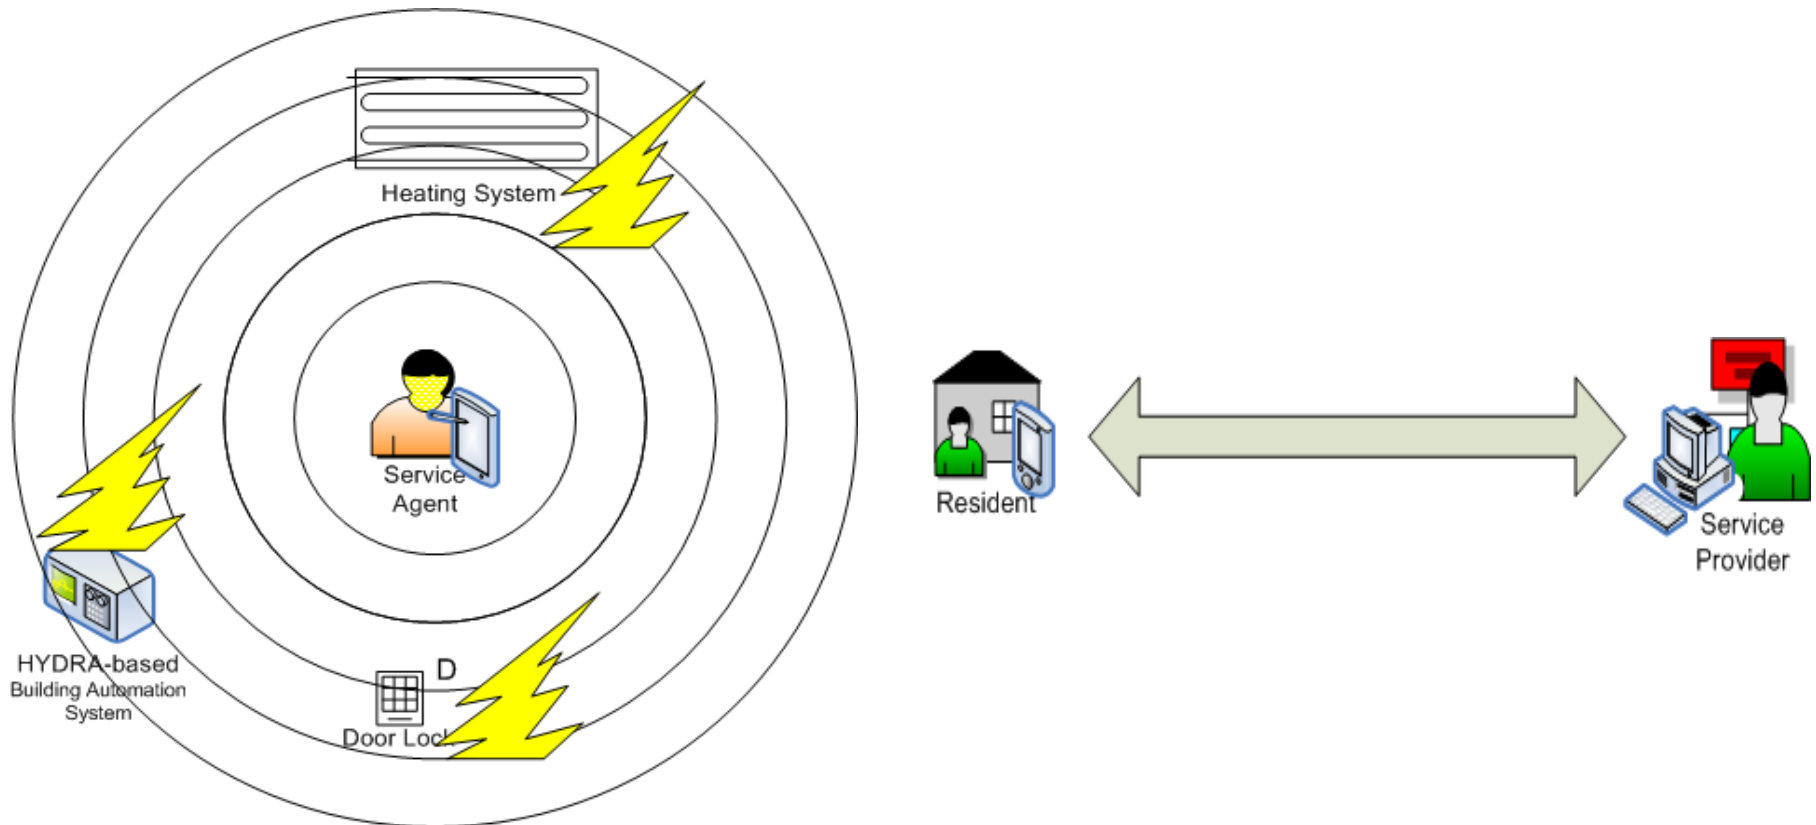 Heating System
Service
Agent
HYDRA-based
Building Automation
System
D
Door Lock
Resident
Service
Provider